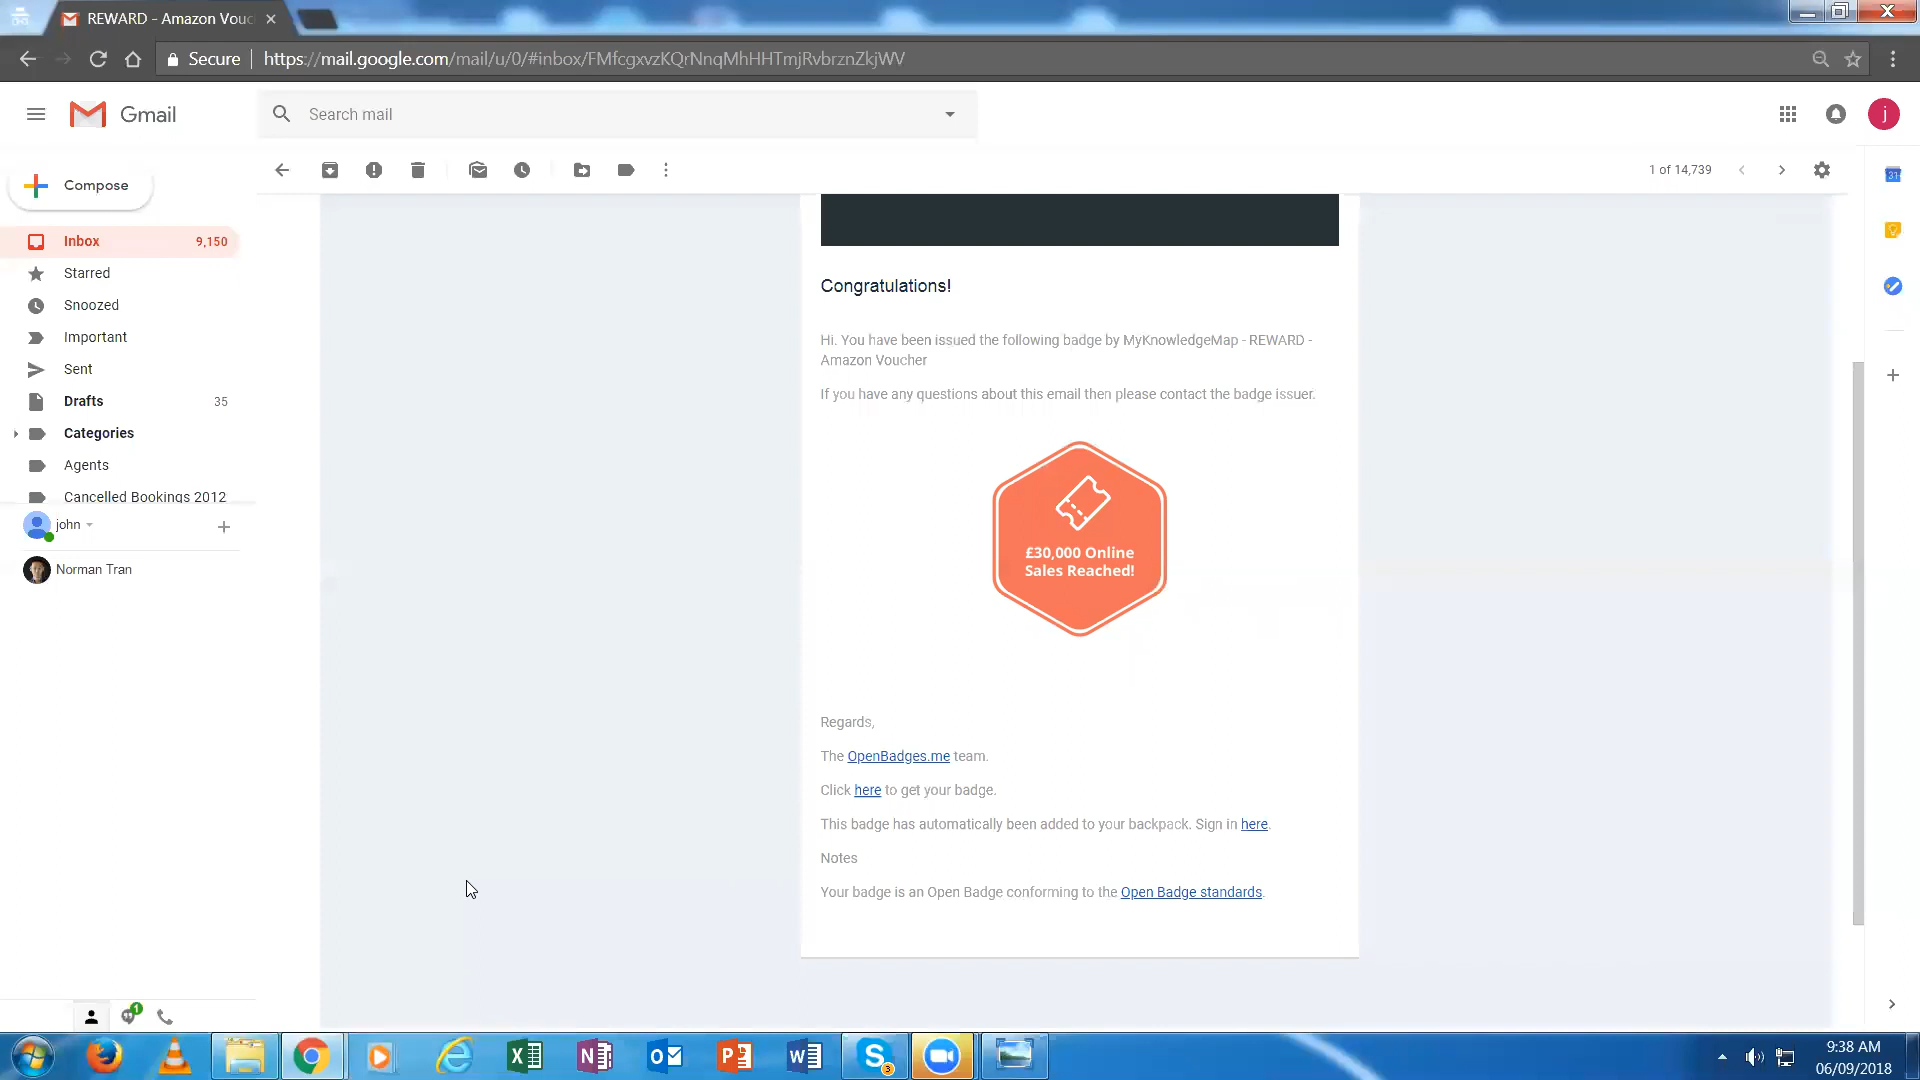 REWARD - Amazon Vouc
Secure
https://mail.google.com/mail/u/0/#inbox/FMfcgxvzKQrNnqMhHHTmjRvbrznZkjWV
Gmail
Search mail
j
Compose
1 of 14,739
31
Inbox 9,150
Starred
Snoozed
Important
Sent
Drafts 35
Categories
Agents
Cancelled Bookings 2012
john
Norman Tran
1
Congratulations!
Hi. You have been issued the following badge by MyKnowledgeMap - REWARD -
Amazon Voucher
If you have any questions about this email then please contact the badge issuer.
£30,000 Online
Sales Reached!
Regards,
The OpenBadges.me team.
Click here to get your badge.
This badge has automatically been added to your backpack. Sign in here.
Notes
Your badge is an Open Badge conforming to the Open Badge standards.
3
9:38 AM
06/09/2018